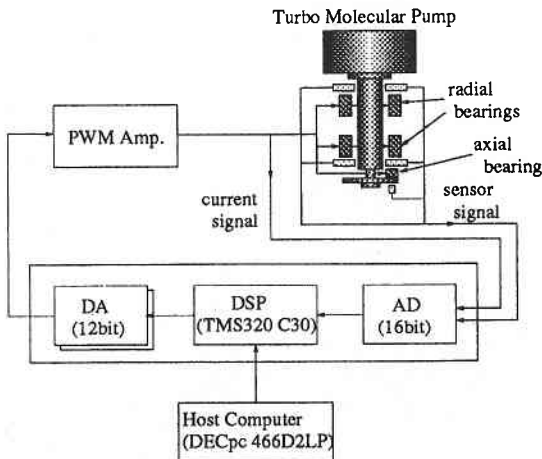 Turbo Molecular Pump
radial
bearings
axial
bearing
PWM Amp.
current
signal
sensor
signal
DA
(12bit)
DSP
(TMS320 C30)
AD
(16bit)
Host Computer
(DECpc 466D2LP)